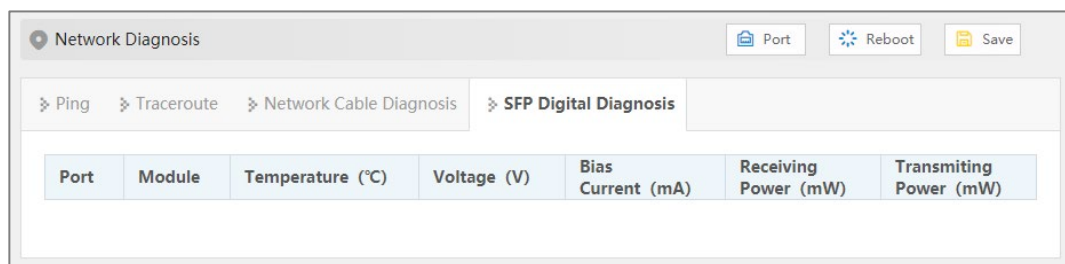 Network Diagnosis Port Reboot Save
Ping Traceroute Network Cable Diagnosis SFP Digital Diagnosis
Port Module Temperature (℃) Voltage (V) Bias Current (mA) Receiving Power (mW) Transmiting Power (mW)